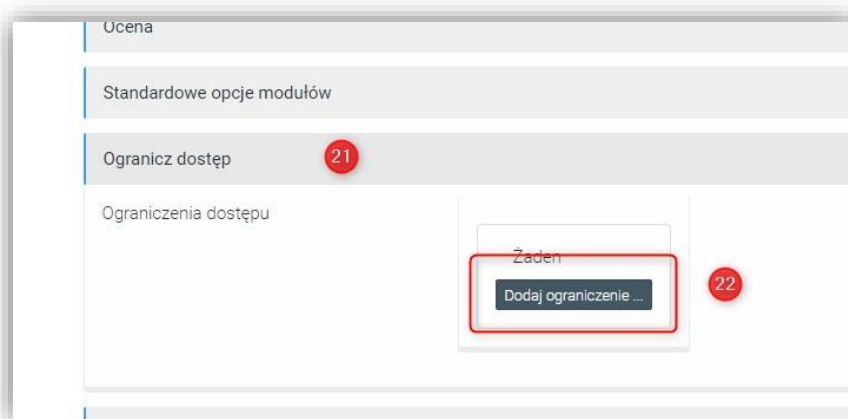 Ocena
Standardowe opcje modułów
Ogranicz dostęp
21
Ograniczenia dostępu
Żaden
Dodaj ograniczenie ...
22